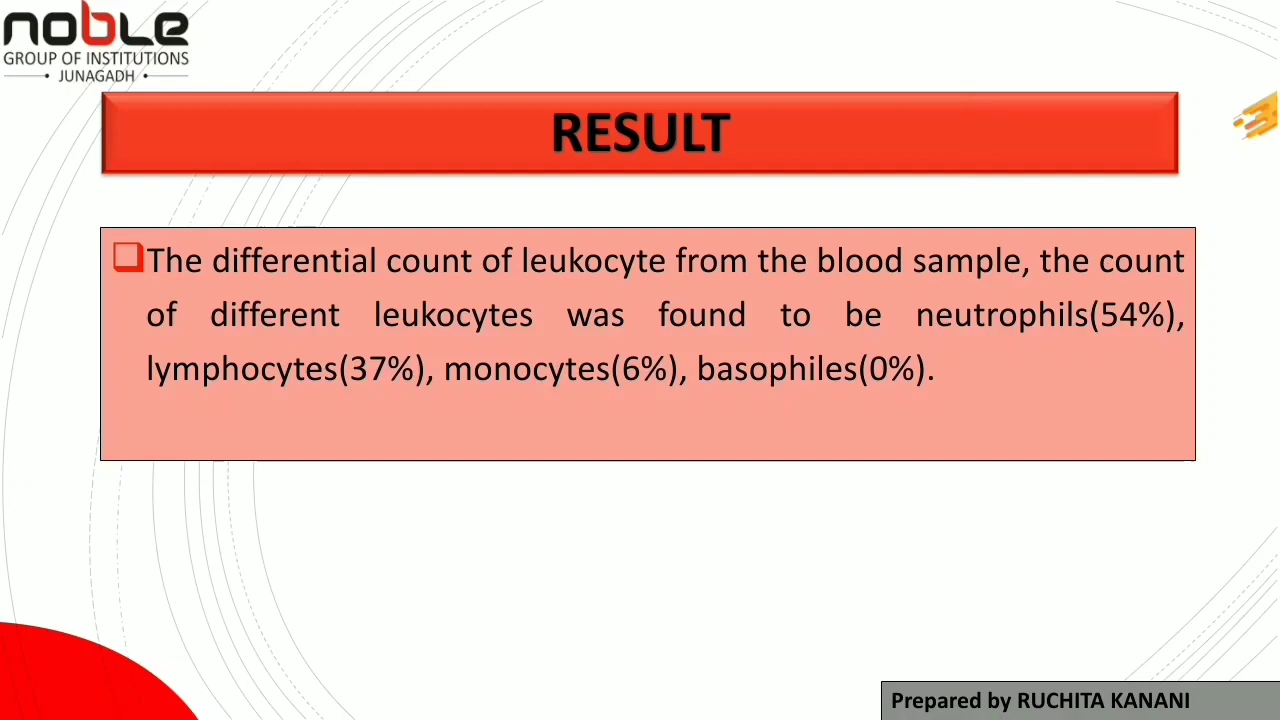 noble
GROUP OF INSTITUTIONS
• JUNAGADH •
RESULT
The differential count of leukocyte from the blood sample, the count
of different leukocytes was found to be neutrophils(54%),
lymphocytes(37%), monocytes(6%), basophiles(0%).
Prepared by RUCHITA KANANI